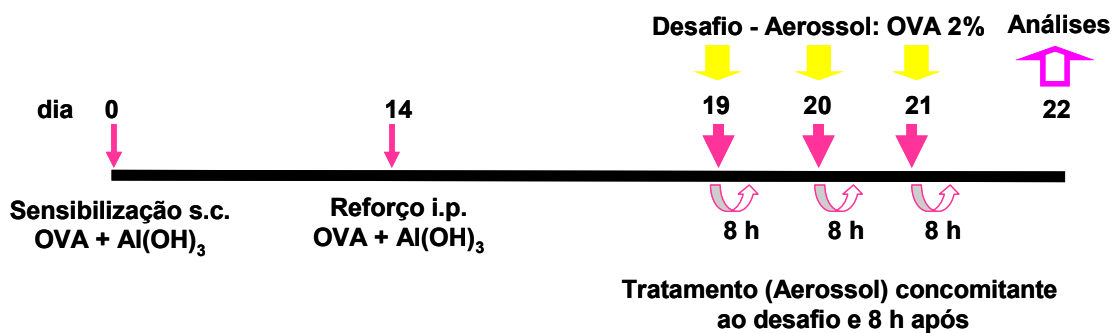 Desafio - Aerossol: OVA 2%
Análises
dia
0
14
19
20
21
22
Sensibilização s.c.
OVA + Al(OH)₃
Reforço i.p.
OVA + Al(OH)₃
8 h
8 h
8 h
Tratamento (Aerossol) concomitante
ao desafio e 8 h após